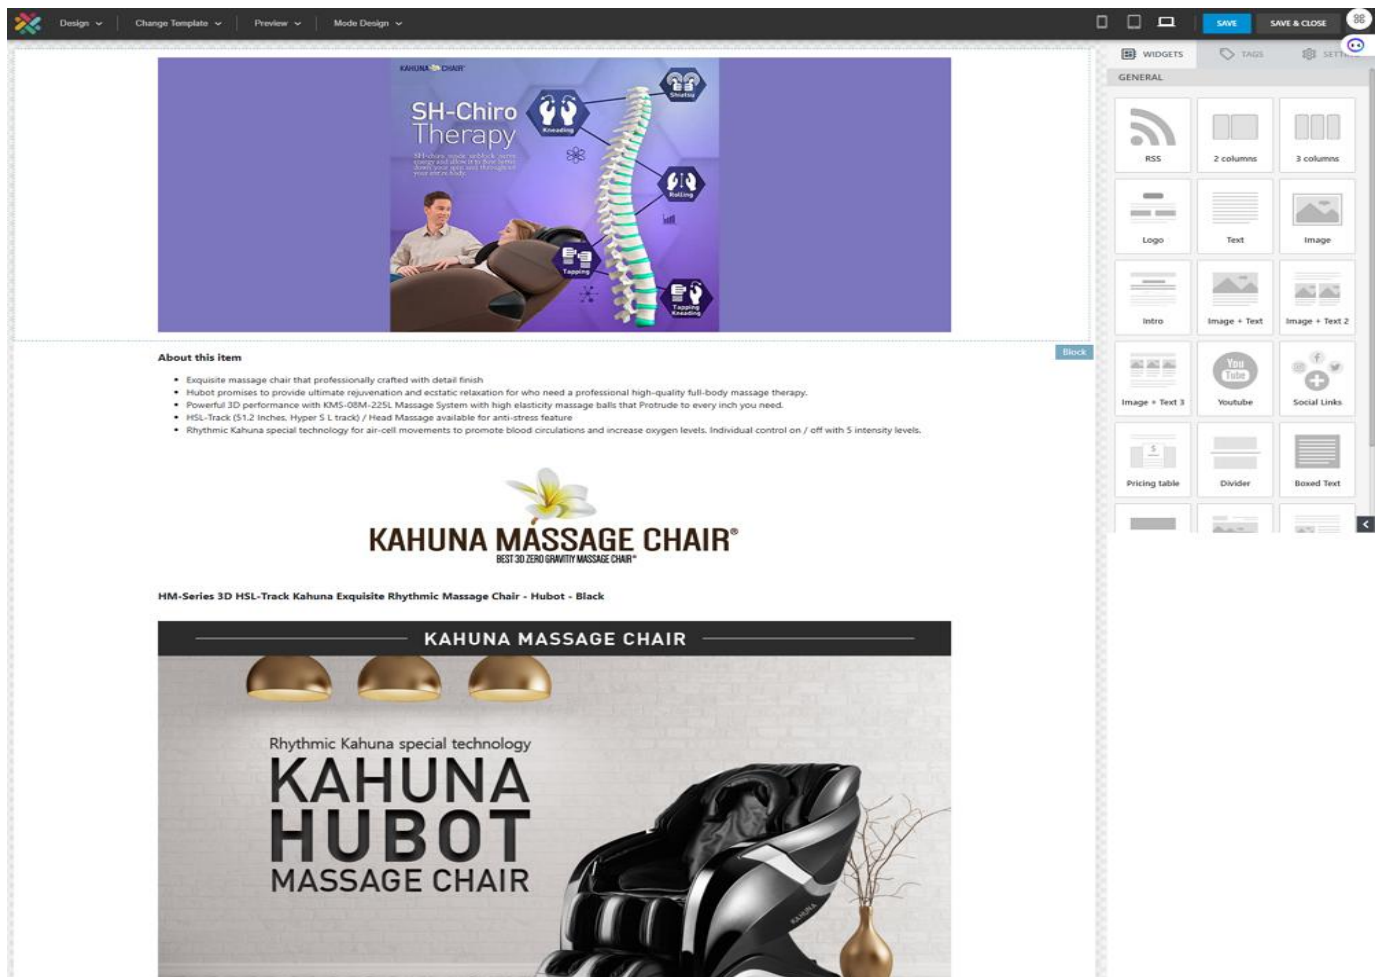 Design
Change Template
Preview
Mode Design
SAVE
SAVE & CLOSE
WIDGETS
TAGS
GENERAL
RSS
2 columns
3 columns
Logo
Text
Image
Intro
Image + Text
Image + Text 2
Image + Text 3
Youtube
Social Links
You
Tube
Pricing table
Divider
Boxed Text
KAHUNA CHAIR
SH-Chiro
Therapy
Kneading
Shiatsu
Rolling
Tapping
Tapping
Kneading
Block
About this item
• Exquisite massage chair that professionally crafted with detail finish
• Hubot promises to provide ultimate rejuvenation and ecstatic relaxation for who need a professional high-quality full-body massage therapy.
• Powerful 3D performance with KMS-08M-225L Massage System with high elasticity massage balls that Protrude to every inch you need.
• HSL-Track (51.2 Inches, Hyper S L track) / Head Massage available for anti-stress feature
• Rhythmic Kahuna special technology for air-cell movements to promote blood circulations and increase oxygen levels. Individual control on / off with 5 intensity levels.
KAHUNA MASSAGE CHAIR®
BEST 3D ZERO GRAVITIY MASSAGE CHAIR
HM-Series 3D HSL-Track Kahuna Exquisite Rhythmic Massage Chair - Hubot - Black
KAHUNA MASSAGE CHAIR
Rhythmic Kahuna special technology
KAHUNA
HUBOT
MASSAGE CHAIR
KAHUNA